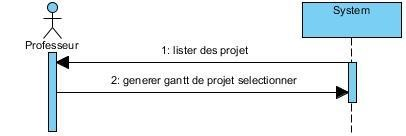 System
Professeur
1: lister des projet
2: generer gantt de projet selectionner